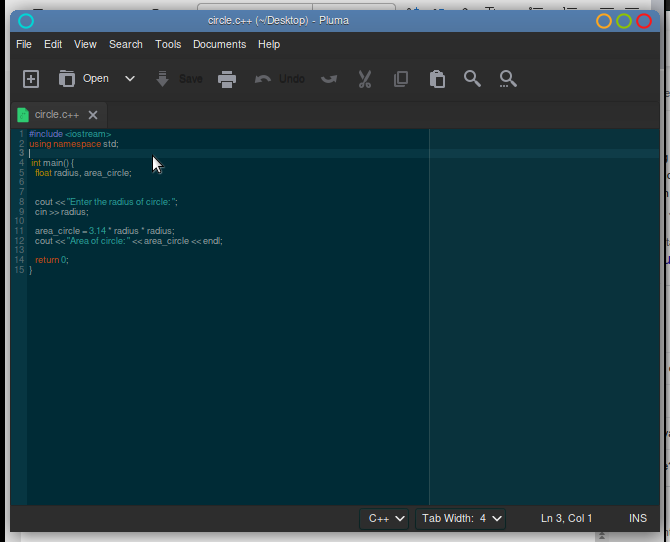 circle.c++ (~/Desktop) - Pluma
File Edit View Search Tools Documents Help
Open Save Undo
circle.c++
1 #include <iostream>
2 using namespace std;
3
4 int main() {
5 float radius, area_circle;
6
7
8 cout << "Enter the radius of circle: ";
9 cin >> radius;
10
11 area_circle = 3.14 * radius * radius;
12 cout << "Area of circle: " << area_circle << endl;
13
14 return 0;
15 }
C++ Tab Width: 4 Ln 3, Col 1 INS